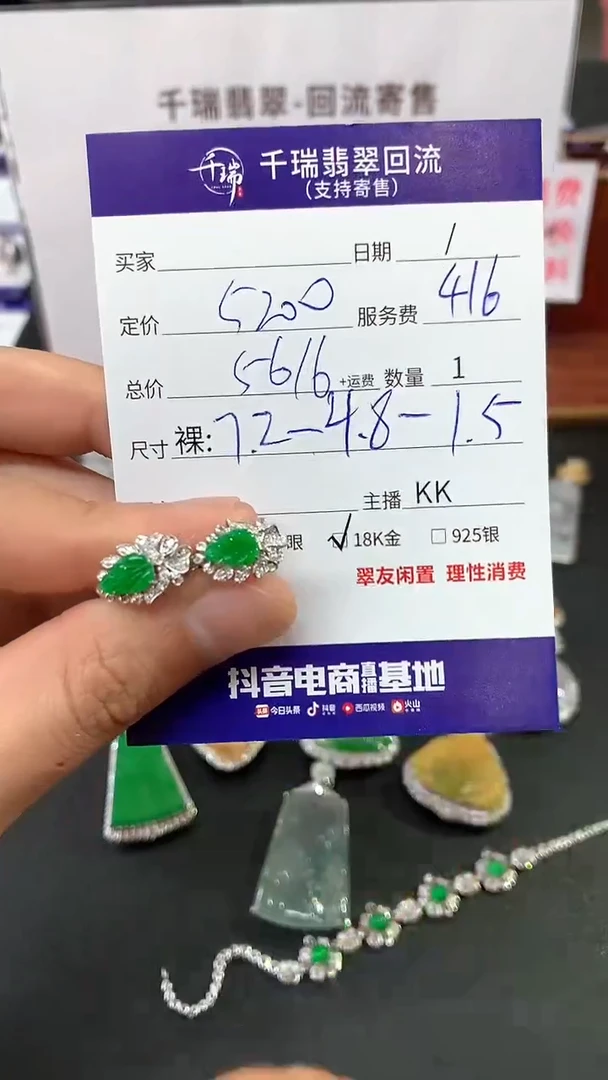 千瑞翡翠-回流寄售
千瑞 千瑞翡翠回流
(支持寄售)
买家 日期 /
定价 5200 服务费 416
总价 5616 +运费 数量 1
尺寸 裸: 7.2-4.8-1.5
主播 KK
眼 ✓ 18K金 □ 925银
翠友闲置 理性消费
抖音电商直播基地
头条 今日头条 抖音 西瓜视频 火山
费